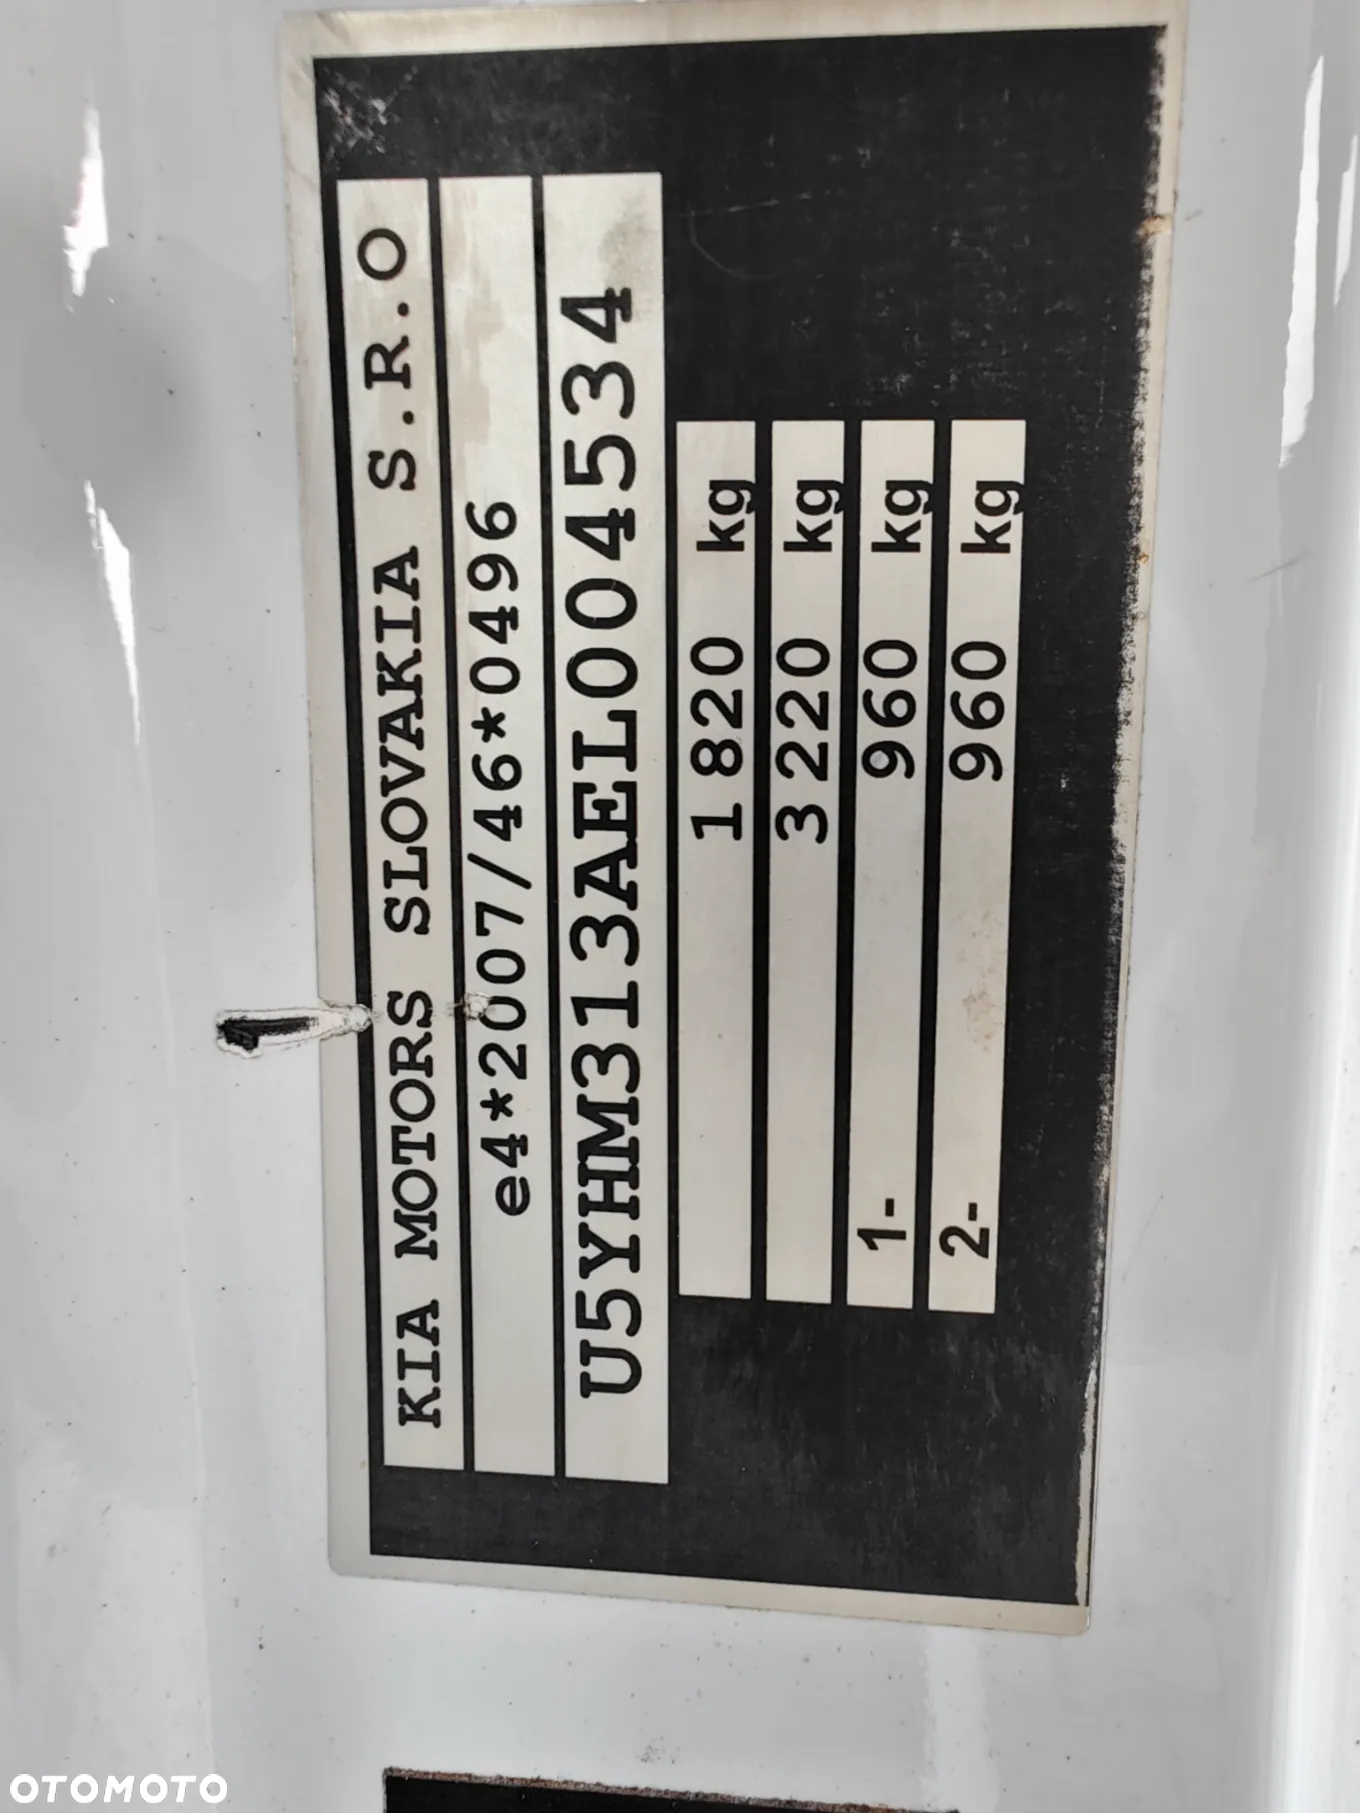 KIA MOTORS SLOVAKIA S.R.O
e4*2007/46*0496
U5YHM313AEL004534
1820 kg
3220 kg
1- 960 kg
2- 960 kg
OTOMOTO